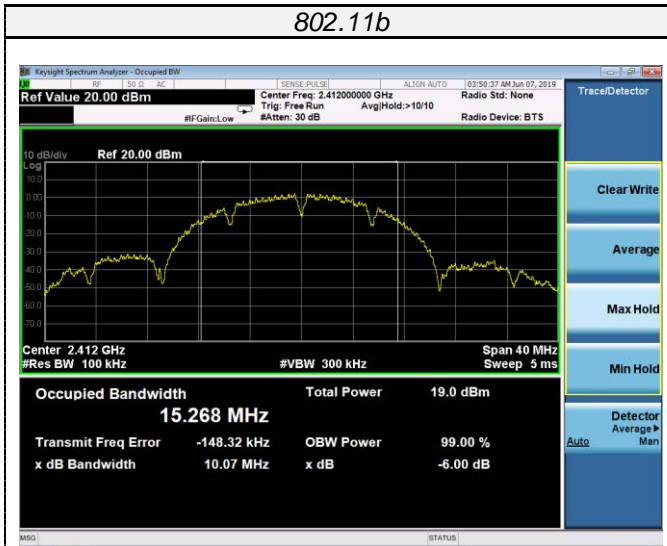 802.11b
Keysight Spectrum Analyzer - Occupied BW
RF 50 Ω AC SENSE:PULSE ALIGN AUTO 03:50:37 AM Jun 07, 2019
Ref Value 20.00 dBm Center Freq: 2.412000000 GHz Radio Std: None
Trig: Free Run Avg|Hold:>10/10
#IFGain:Low #Atten: 30 dB Radio Device: BTS
Trace/Detector
10 dB/div Ref 20.00 dBm
Log
10.0
0.00
-10.0
-20.0
-30.0
-40.0
-50.0
-60.0
-70.0
Center 2.412 GHz Span 40 MHz
#Res BW 100 kHz #VBW 300 kHz Sweep 5 ms
Occupied Bandwidth Total Power 19.0 dBm
15.268 MHz
Transmit Freq Error -148.32 kHz OBW Power 99.00 %
x dB Bandwidth 10.07 MHz x dB -6.00 dB
Clear Write
Average
Max Hold
Min Hold
Detector
Average
Auto Man
MSG STATUS